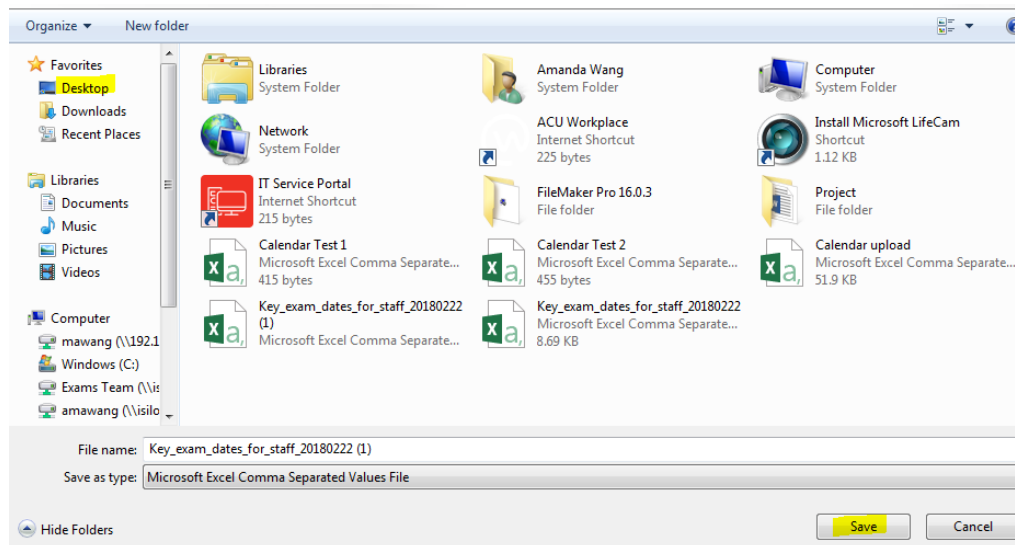 Organize New folder
Favorites
Desktop
Downloads
Recent Places
Libraries
Documents
Music
Pictures
Videos
Computer
mawang (\\192.1
Windows (C:)
Exams Team (\\is
amawang (\\isilo
Libraries
System Folder
Amanda Wang
System Folder
Computer
System Folder
Network
System Folder
ACU Workplace
Internet Shortcut
225 bytes
Install Microsoft LifeCam
Shortcut
1.12 KB
IT Service Portal
Internet Shortcut
215 bytes
FileMaker Pro 16.0.3
File folder
Project
File folder
Calendar Test 1
Microsoft Excel Comma Separate...
415 bytes
Calendar Test 2
Microsoft Excel Comma Separate...
455 bytes
Calendar upload
Microsoft Excel Comma Separate...
51.9 KB
Key_exam_dates_for_staff_20180222
(1)
Microsoft Excel Comma Separate...
Key_exam_dates_for_staff_20180222
Microsoft Excel Comma Separate...
8.69 KB
File name: Key_exam_dates_for_staff_20180222 (1)
Save as type: Microsoft Excel Comma Separated Values File
Hide Folders Save Cancel